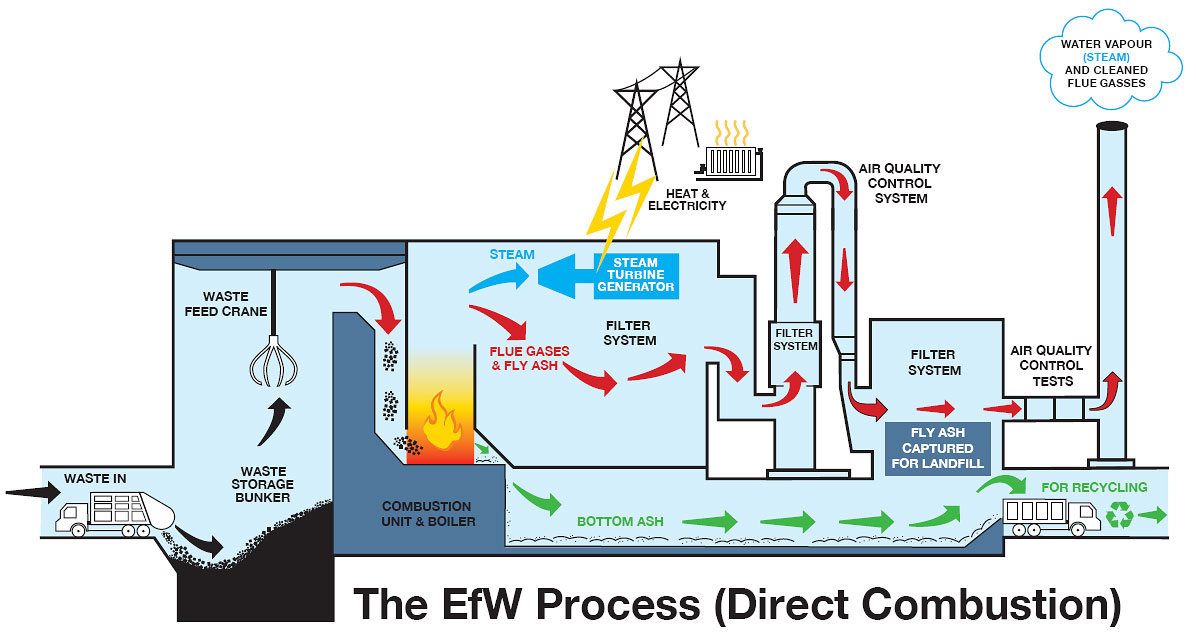 WATER VAPOUR
(STEAM)
AND CLEANED
FLUE GASSES
AIR QUALITY
CONTROL
SYSTEM
HEAT &
ELECTRICITY
STEAM
STEAM
TURBINE
GENERATOR
WASTE
FEED CRANE
FILTER
SYSTEM
FLUE GASES
& FLY ASH
FILTER
SYSTEM
FILTER
SYSTEM
AIR QUALITY
CONTROL
TESTS
FLY ASH
CAPTURED
FOR LANDFILL
WASTE IN
WASTE
STORAGE
BUNKER
COMBUSTION
UNIT & BOILER
BOTTOM ASH
FOR RECYCLING
The EfW Process (Direct Combustion)